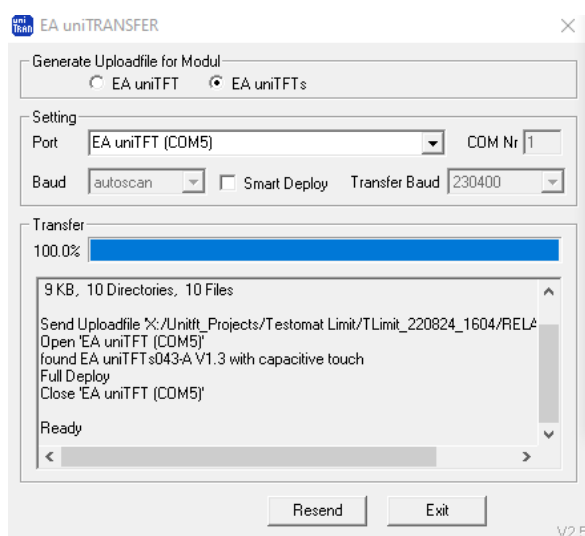 uni
TRAN
EA uniTRANSFER
Generate Uploadfile for Modul
EA uniTFT
EA uniTFTs
Setting
Port
EA uniTFT (COM5)
COM Nr
1
Baud
autoscan
Smart Deploy
Transfer Baud
230400
Transfer
100.0%
9 KB, 10 Directories, 10 Files
Send Uploadfile 'X:/Unitft_Projects/Testomat Limit/TLimit_220824_1604/RELA
Open 'EA uniTFT (COM5)'
found EA uniTFTs043-A V1.3 with capacitive touch
Full Deploy
Close 'EA uniTFT (COM5)'
Ready
Resend
Exit